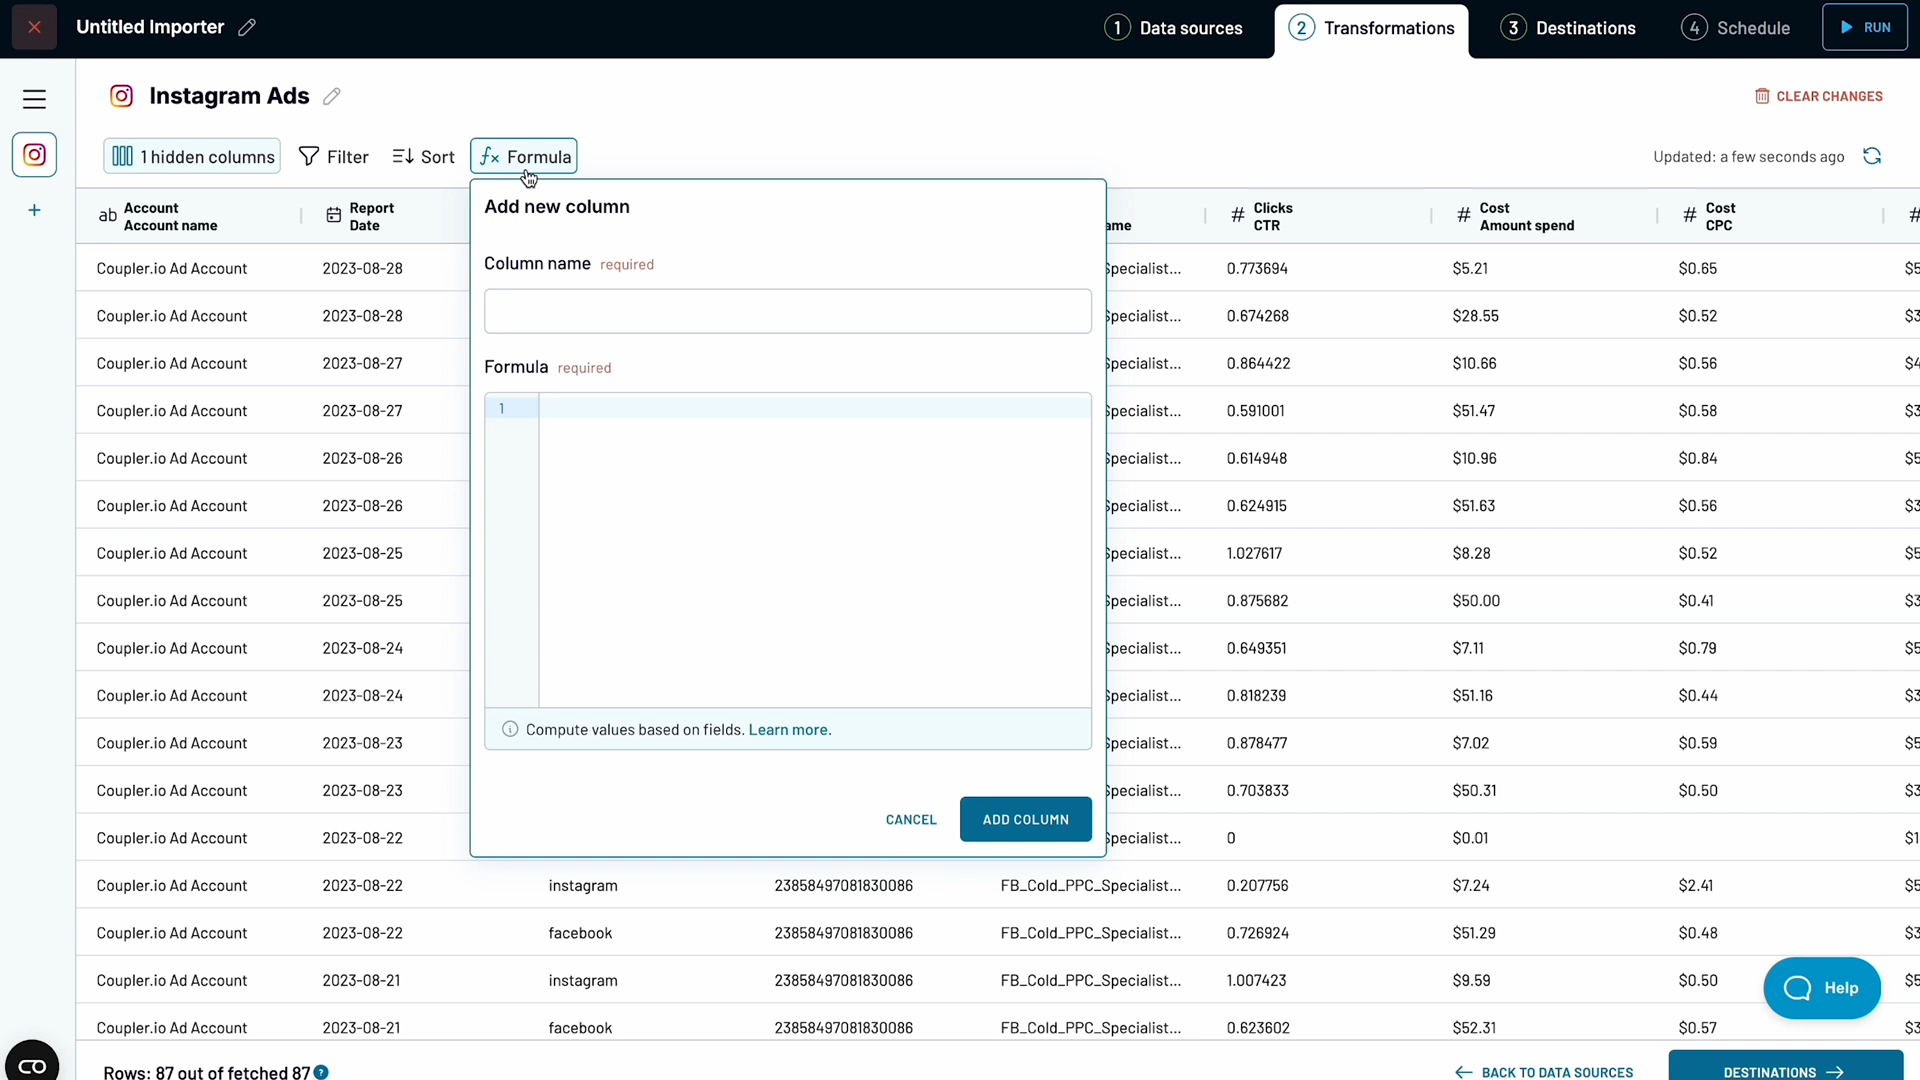 Untitled Importer
1 Data sources
2 Transformations
3 Destinations
4 Schedule
RUN
Instagram Ads
CLEAR CHANGES
1 hidden columns
Filter
Sort
fx Formula
Updated: a few seconds ago
ab Account
Account name
Report
Date
ame
# Clicks
CTR
# Cost
Amount spend
# Cost
CPC
#
Add new column
Column name required
Formula required
1
Compute values based on fields. Learn more.
CANCEL
ADD COLUMN
Coupler.io Ad Account 2023-08-28 Specialist... 0.773694 $5.21 $0.65
Coupler.io Ad Account 2023-08-28 Specialist... 0.674268 $28.55 $0.52
Coupler.io Ad Account 2023-08-27 Specialist... 0.864422 $10.66 $0.56
Coupler.io Ad Account 2023-08-27 Specialist... 0.591001 $51.47 $0.58
Coupler.io Ad Account 2023-08-26 Specialist... 0.614948 $10.96 $0.84
Coupler.io Ad Account 2023-08-26 Specialist... 0.624915 $51.63 $0.56
Coupler.io Ad Account 2023-08-25 Specialist... 1.027617 $8.28 $0.52
Coupler.io Ad Account 2023-08-25 Specialist... 0.875682 $50.00 $0.41
Coupler.io Ad Account 2023-08-24 Specialist... 0.649351 $7.11 $0.79
Coupler.io Ad Account 2023-08-24 Specialist... 0.818239 $51.16 $0.44
Coupler.io Ad Account 2023-08-23 Specialist... 0.878477 $7.02 $0.59
Coupler.io Ad Account 2023-08-23 Specialist... 0.703833 $50.31 $0.50
Coupler.io Ad Account 2023-08-22 Specialist... 0 $0.01
Coupler.io Ad Account 2023-08-22 instagram 23858497081830086 FB_Cold_PPC_Specialist... 0.207756 $7.24 $2.41
Coupler.io Ad Account 2023-08-22 facebook 23858497081830086 FB_Cold_PPC_Specialist... 0.726924 $51.29 $0.48
Coupler.io Ad Account 2023-08-21 instagram 23858497081830086 FB_Cold_PPC_Specialist... 1.007423 $9.59 $0.50
Coupler.io Ad Account 2023-08-21 facebook 23858497081830086 FB_Cold_PPC_Specialist... 0.623602 $52.31 $0.57
Help
Rows: 87 out of fetched 87 ?
BACK TO DATA SOURCES
DESTINATIONS